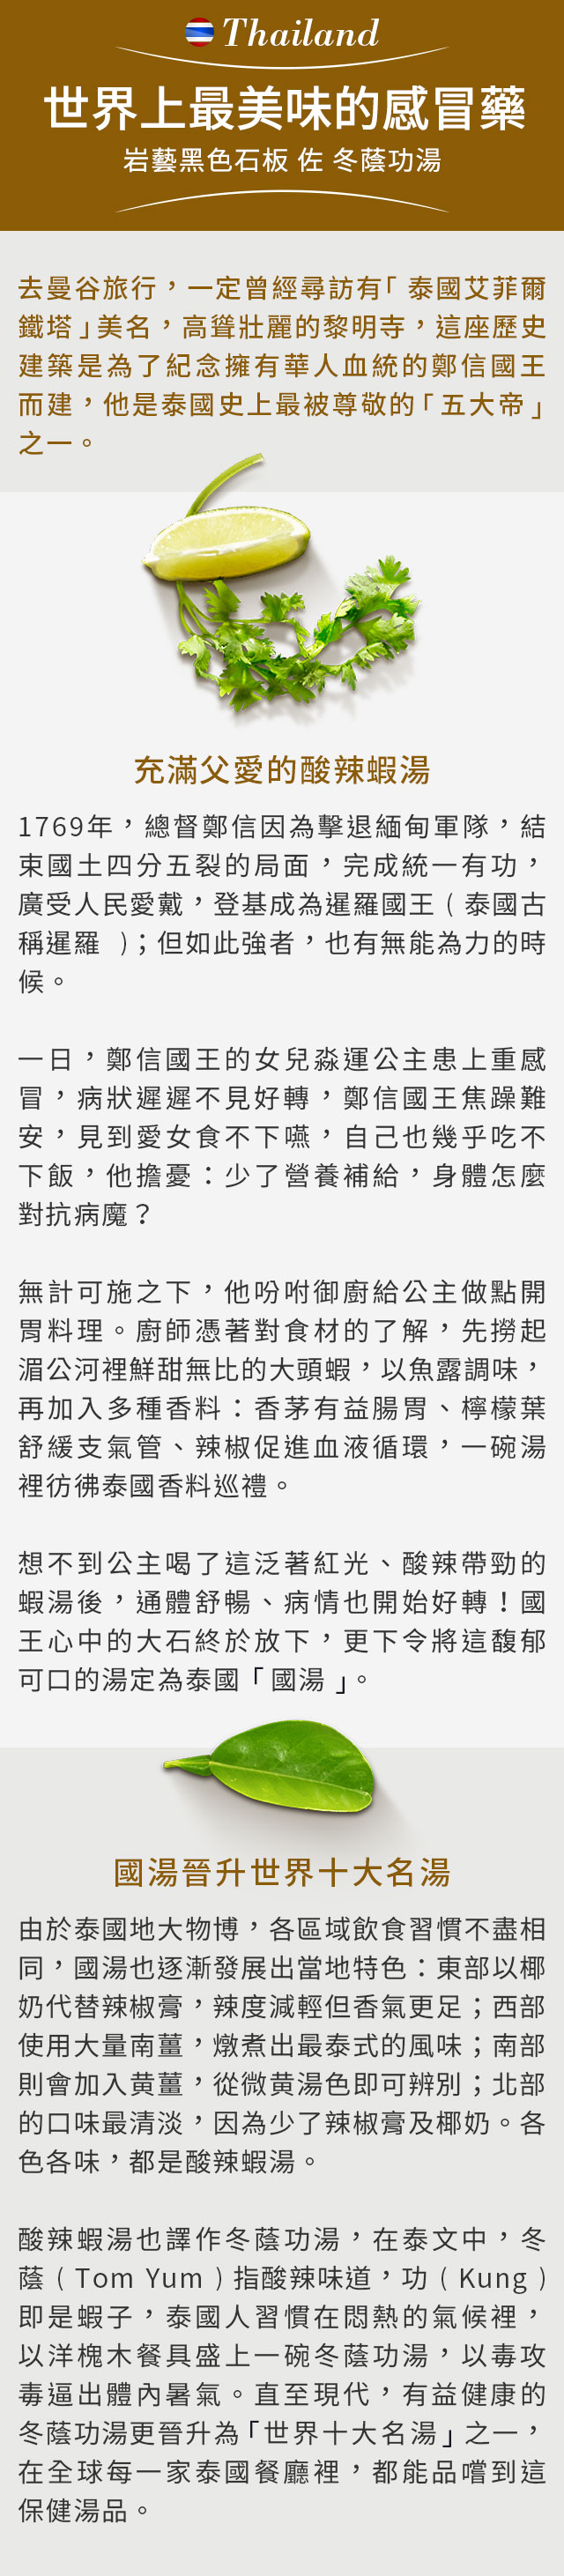 Thailand
世界上最美味的感冒藥
岩藝黑色石板 佐 冬蔭功湯
去曼谷旅行，一定曾經尋訪有「 泰國艾菲爾
鐵塔 」美名，高聳壯麗的黎明寺，這座歷史
建築是為了紀念擁有華人血統的鄭信國王
而建，他是泰國史上最被尊敬的「 五大帝 」
之一。
充滿父愛的酸辣蝦湯
1769年，總督鄭信因為擊退緬甸軍隊，結
束國土四分五裂的局面，完成統一有功，
廣受人民愛戴，登基成為暹羅國王 ( 泰國古
稱暹羅 )；但如此強者，也有無能為力的時
候。
一日，鄭信國王的女兒淼運公主患上重感
冒，病狀遲遲不見好轉，鄭信國王焦躁難
安，見到愛女食不下嚥，自己也幾乎吃不
下飯，他擔憂：少了營養補給，身體怎麼
對抗病魔？
無計可施之下，他吩咐御廚給公主做點開
胃料理。廚師憑著對食材的了解，先撈起
湄公河裡鮮甜無比的大頭蝦，以魚露調味，
再加入多種香料：香茅有益腸胃、檸檬葉
舒緩支氣管、辣椒促進血液循環，一碗湯
裡彷彿泰國香料巡禮。
想不到公主喝了這泛著紅光、酸辣帶勁的
蝦湯後，通體舒暢、病情也開始好轉！國
王心中的大石終於放下，更下令將這馥郁
可口的湯定為泰國「 國湯 」。
國湯晉升世界十大名湯
由於泰國地大物博，各區域飲食習慣不盡相
同，國湯也逐漸發展出當地特色：東部以椰
奶代替辣椒膏，辣度減輕但香氣更足；西部
使用大量南薑，燉煮出最泰式的風味；南部
則會加入黃薑，從微黃湯色即可辨別；北部
的口味最清淡，因為少了辣椒膏及椰奶。各
色各味，都是酸辣蝦湯。
酸辣蝦湯也譯作冬蔭功湯，在泰文中，冬
蔭 ( Tom Yum ) 指酸辣味道，功 ( Kung )
即是蝦子，泰國人習慣在悶熱的氣候裡，
以洋槐木餐具盛上一碗冬蔭功湯，以毒攻
毒逼出體內暑氣。直至現代，有益健康的
冬蔭功湯更晉升為「世界十大名湯」之一，
在全球每一家泰國餐廳裡，都能品嚐到這
保健湯品。